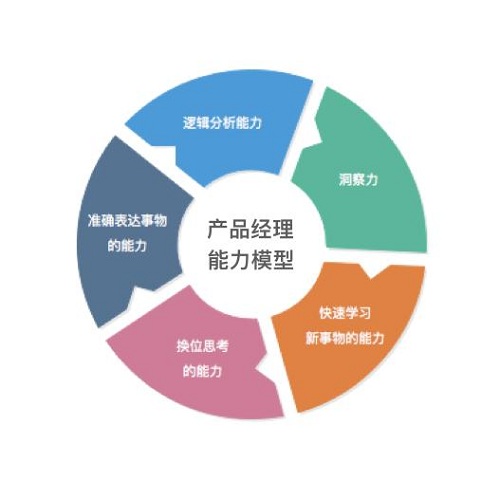 逻辑分析能力
洞察力
准确表达事物
的能力
产品经理
能力模型
快速学习
新事物的能力
换位思考
的能力